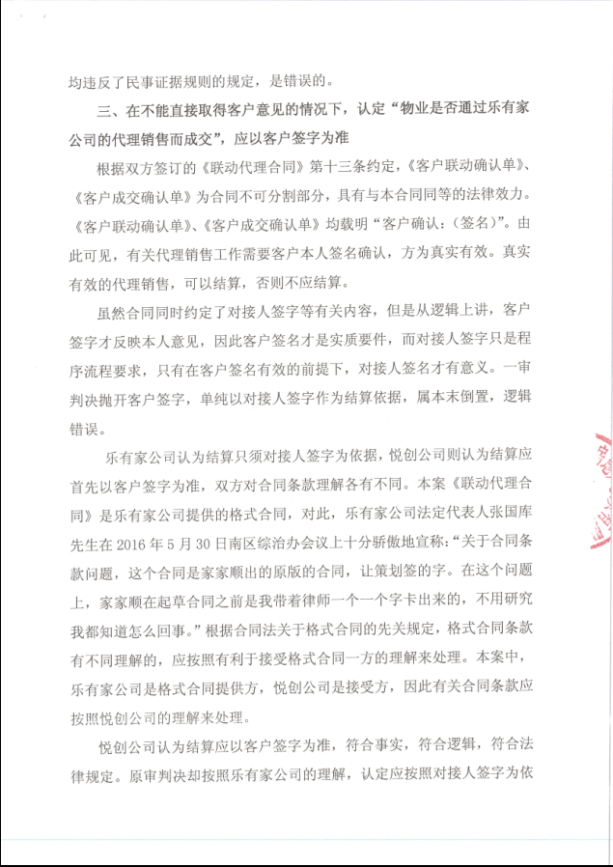 均违反了民事证据规则的规定，是错误的。
三、在不能直接取得客户意见的情况下，认定“物业是否通过乐有家
公司的代理销售而成交”，应以客户签字为准
根据双方签订的《联动代理合同》第十三条约定，《客户联动确认单》、
《客户成交确认单》为合同不可分割部分，具有与本合同同等的法律效力。
《客户联动确认单》、《客户成交确认单》均载明“客户确认：（签名）”。由
此可见，有关代理销售工作需要客户本人签名确认，方为真实有效。真实
有效的代理销售，可以结算，否则不应结算。
虽然合同同时约定了对接人签字等有关内容，但是从逻辑上讲，客户
签字才反映本人意见，因此客户签名才是实质要件，而对接人签字只是程
序流程要求，只有在客户签名有效的前提下，对接人签名才有意义。一审
判决抛开客户签字，单纯以对接人签字作为结算依据，属本末倒置，逻辑
错误。
乐有家公司认为结算只须对接人签字为依据，悦创公司则认为结算应
首先以客户签字为准，双方对合同条款理解各有不同。本案《联动代理合
同》是乐有家公司提供的格式合同，对此，乐有家公司法定代表人张国库
先生在 2016 年 5 月 30 日南区综治办会议上十分骄傲地宣称：“关于合同条
款问题，这个合同是家家顺出的原版的合同，让策划签的字。在这个问题
上，家家顺在起草合同之前是我带着律师一个一个字卡出来的，不用研究
我都知道怎么回事。”根据合同法关于格式合同的先关规定，格式合同条款
有不同理解的，应按照有利于接受格式合同一方的理解来处理。本案中，
乐有家公司是格式合同提供方，悦创公司是接受方，因此有关合同条款应
按照悦创公司的理解来处理。
悦创公司认为结算应以客户签字为准，符合事实，符合逻辑，符合法
律规定。原审判决却按照乐有家公司的理解，认定应按照对接人签字为依